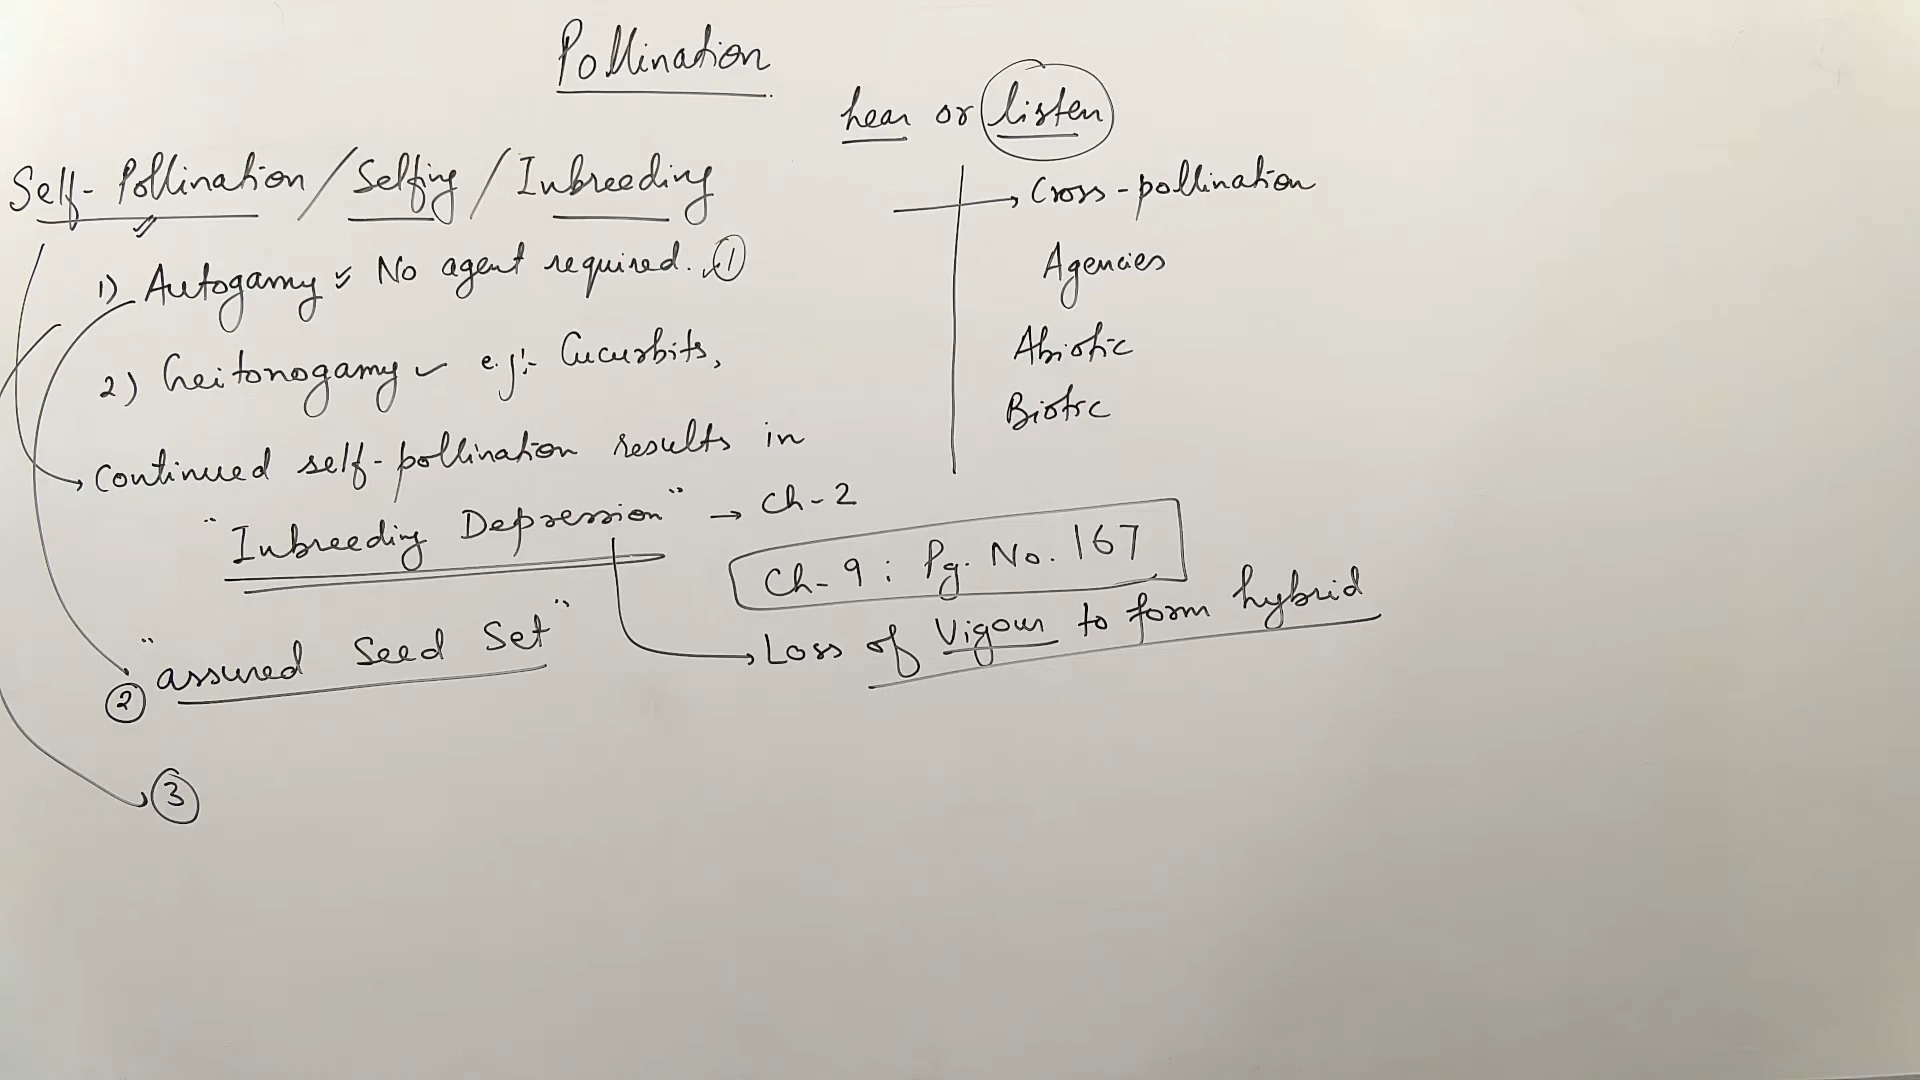 Pollination
hear or listen
Self-Pollination/Selfing/Inbreeding
1) Autogamy ✓ No agent required. ①
2) Geitonogamy ✓ e.g:- Cucurbits,
Continued self-pollination results in
"Inbreeding Depression" → Ch-2
Ch-9: Pg. No. 167
Loss of Vigour to form hybrid
② "assured Seed Set"
③
→ Cross-pollination
Agencies
Abiotic
Biotic